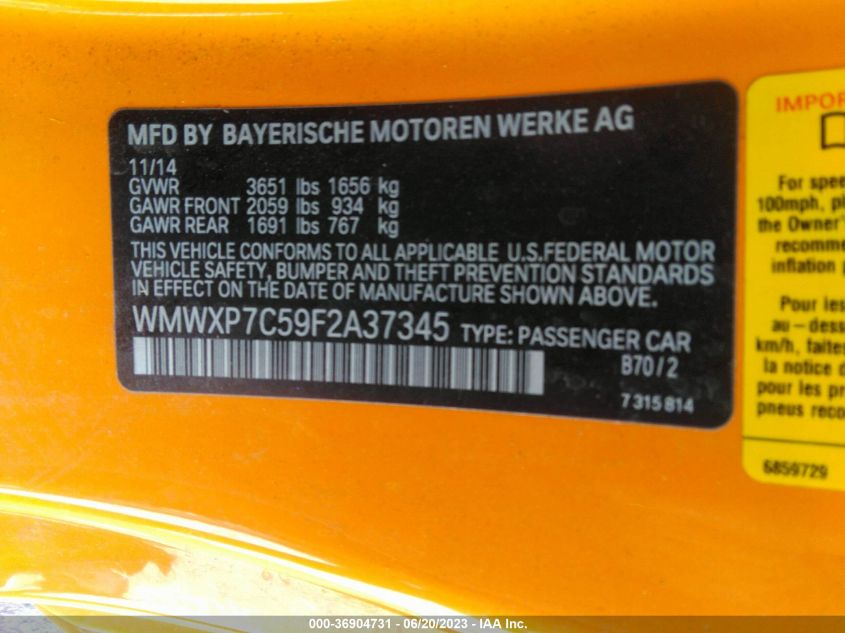 MFD BY BAYERISCHE MOTOREN WERKE AG
11/14
GVWR 3651 lbs 1656 kg
GAWR FRONT 2059 lbs 934 kg
GAWR REAR 1691 lbs 767 kg
THIS VEHICLE CONFORMS TO ALL APPLICABLE U.S.FEDERAL MOTOR
VEHICLE SAFETY, BUMPER AND THEFT PREVENTION STANDARDS
IN EFFECT ON THE DATE OF MANUFACTURE SHOWN ABOVE.
WMWXP7C59F2A37345 TYPE: PASSENGER CAR
B70/2
7315814
IMPOR
For spee
100mph, pl
the Owner'
recomme
inflation p
Pour les
au-dess
km/h, faites
la notice d
pour les pr
pneus reco
6859729
000-36904731 - 06/20/2023 - IAA Inc.